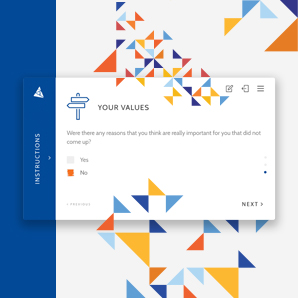 YOUR VALUES
Were there any reasons that you think are really important for you that did not
come up?
Yes
No
< PREVIOUS
NEXT >
INSTRUCTIONS >